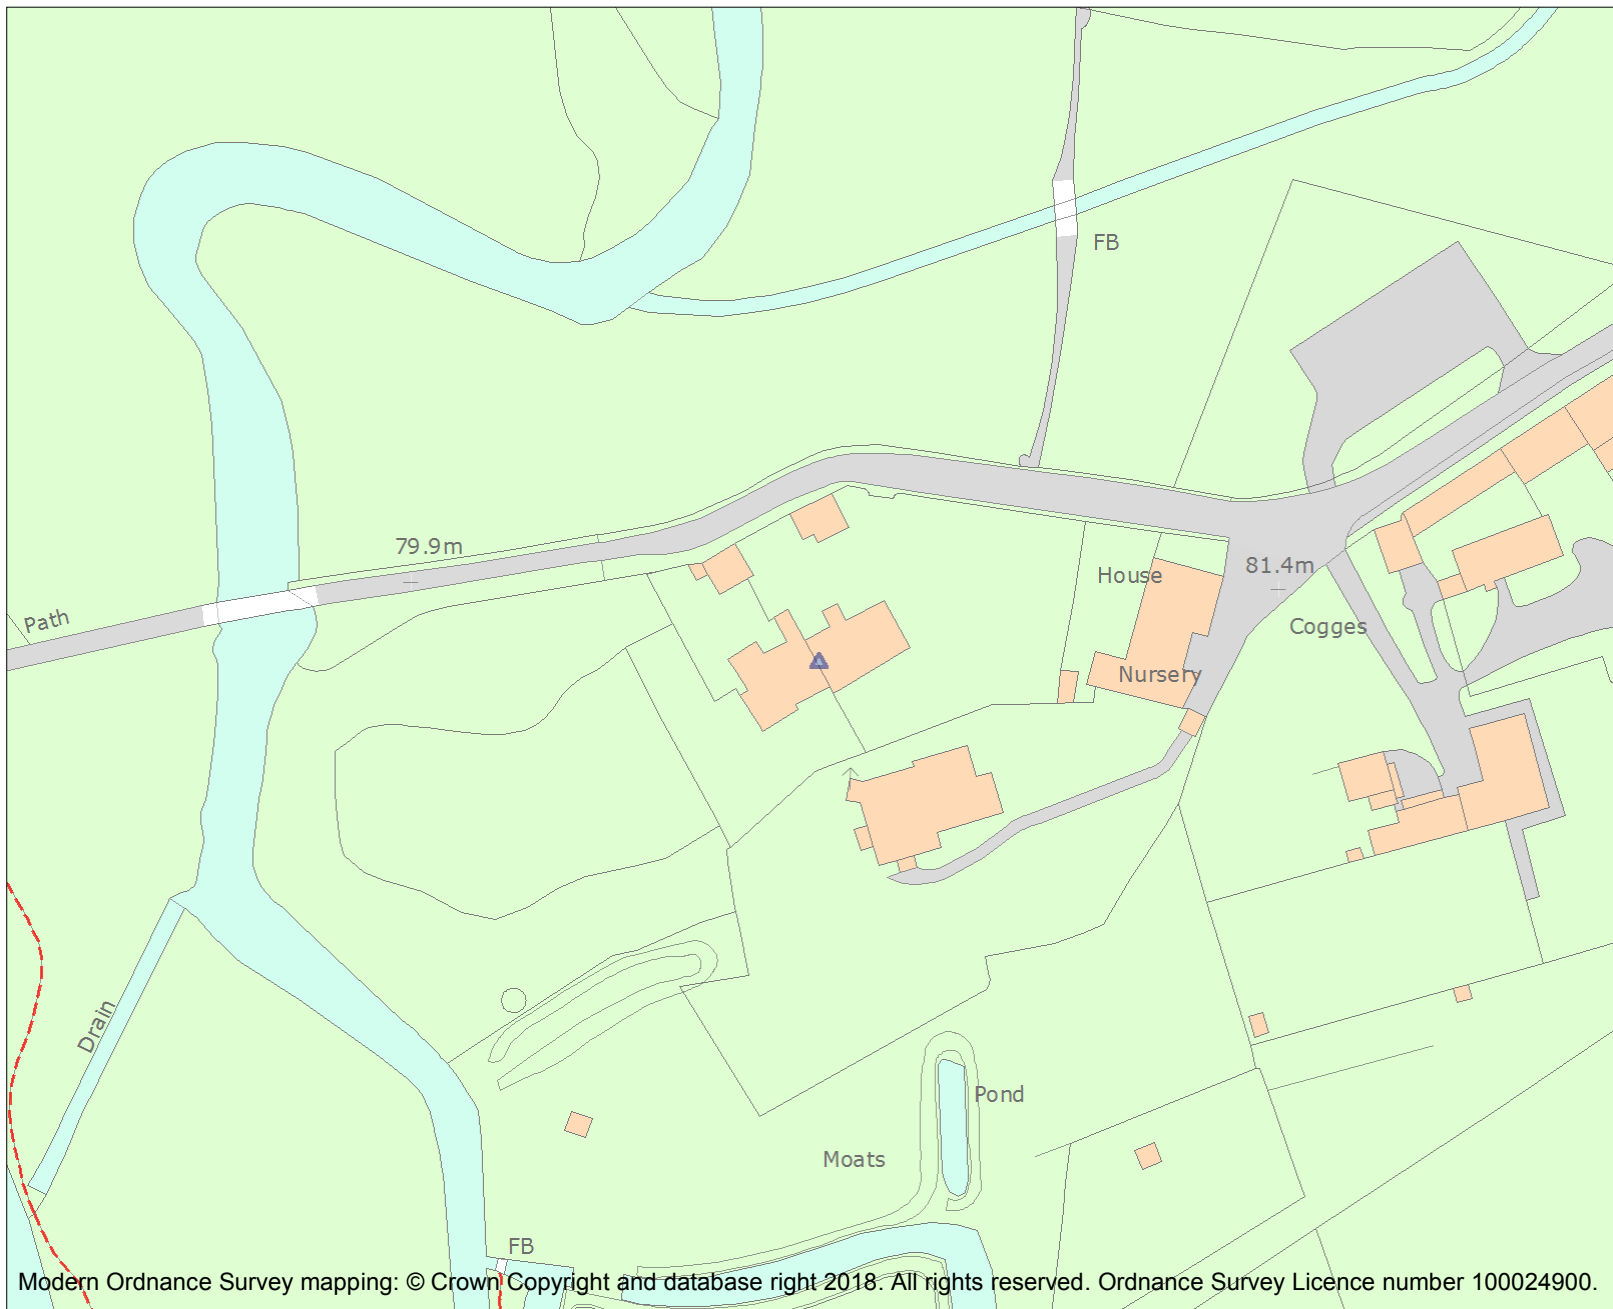 FB
79.9m
House
81.4m
Path
Cogges
Nursery
Drain
Pond
Moats
FB
Modern Ordnance Survey mapping: © Crown Copyright and database right 2018. All rights reserved. Ordnance Survey Licence number 100024900.